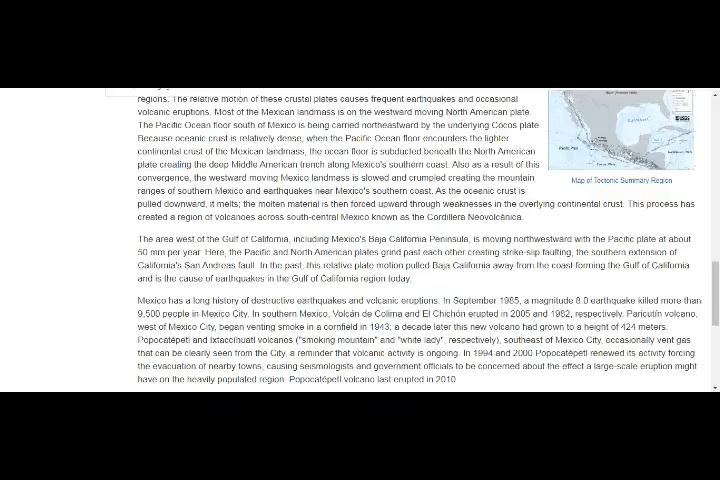 regions. The relative motion of these crustal plates causes frequent earthquakes and occasional
volcanic eruptions. Most of the Mexican landmass is on the westward moving North American plate.
The Pacific Ocean floor south of Mexico is being carried northeastward by the underlying Cocos plate.
Because oceanic crust is relatively dense, when the Pacific Ocean floor encounters the lighter
continental crust of the Mexican landmass, the ocean floor is subducted beneath the North American
plate creating the deep Middle American trench along Mexico's southern coast. Also as a result of this
convergence, the westward moving Mexico landmass is slowed and crumpled creating the mountain
ranges of southern Mexico and earthquakes near Mexico's southern coast. As the oceanic crust is
pulled downward, it melts; the molten material is then forced upward through weaknesses in the overlying continental crust. This process has
created a region of volcanoes across south-central Mexico known as the Cordillera Neovolcánica.
USGS
Map of Tectonic Summary Region
The area west of the Gulf of California, including Mexico's Baja California Peninsula, is moving northwestward with the Pacific plate at about
50 mm per year. Here, the Pacific and North American plates grind past each other creating strike-slip faulting, the southern extension of
California's San Andreas fault. In the past, this relative plate motion pulled Baja California away from the coast forming the Gulf of California
and is the cause of earthquakes in the Gulf of California region today.
Mexico has a long history of destructive earthquakes and volcanic eruptions. In September 1985, a magnitude 8.0 earthquake killed more than
9,500 people in Mexico City. In southern Mexico, Volcán de Colima and El Chichón erupted in 2005 and 1982, respectively. Paricutín volcano,
west of Mexico City, began venting smoke in a cornfield in 1943; a decade later this new volcano had grown to a height of 424 meters.
Popocatépetl and Ixtaccíhuatl volcanos ("smoking mountain" and "white lady", respectively), southeast of Mexico City, occasionally vent gas
that can be clearly seen from the City, a reminder that volcanic activity is ongoing. In 1994 and 2000 Popocatépetl renewed its activity forcing
the evacuation of nearby towns, causing seismologists and government officials to be concerned about the effect a large-scale eruption might
have on the heavily populated region. Popocatépetl volcano last erupted in 2010.